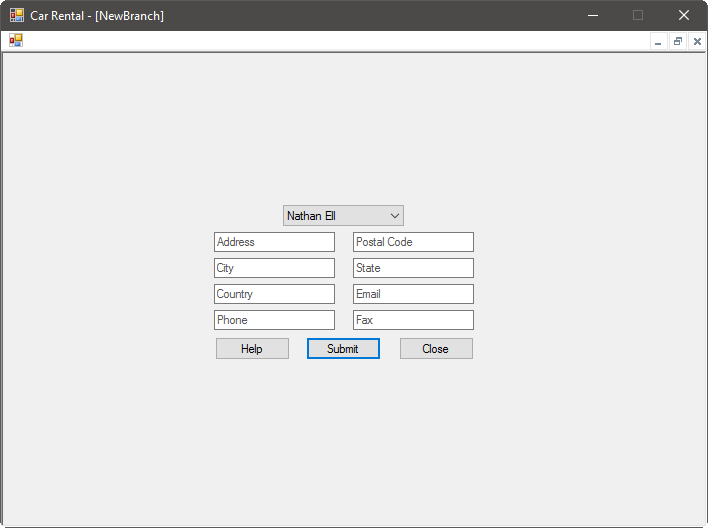 Car Rental - [NewBranch]
Nathan Ell
Address
Postal Code
City
State
Country
Email
Phone
Fax
Help
Submit
Close